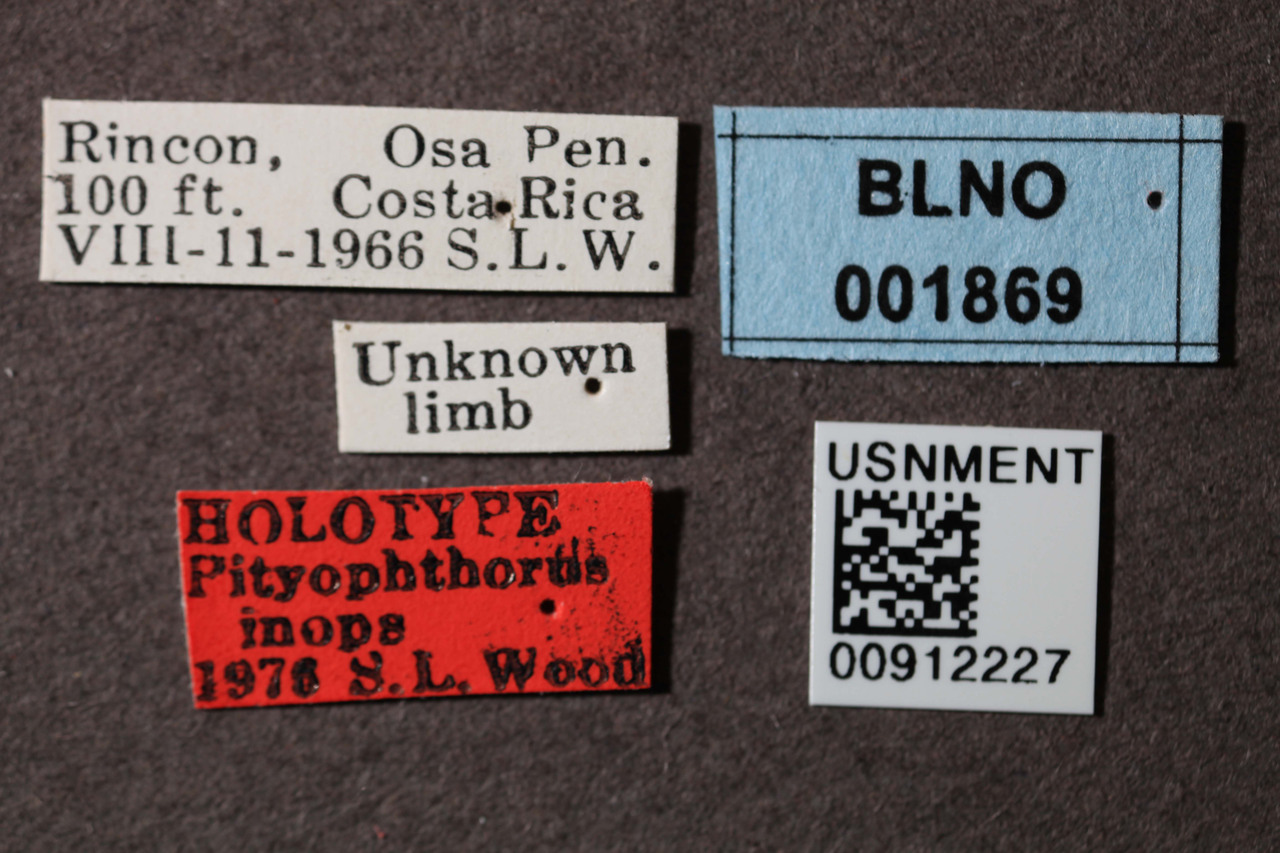 Rincon, Osa Pen.
100 ft. Costa Rica
VIII-11-1966 S.L.W.
Unknown
limb
HOLOTYPE
Pityophthorus
inops
1976 S.L. Wood
BLNO
001869
USNMENT
00912227